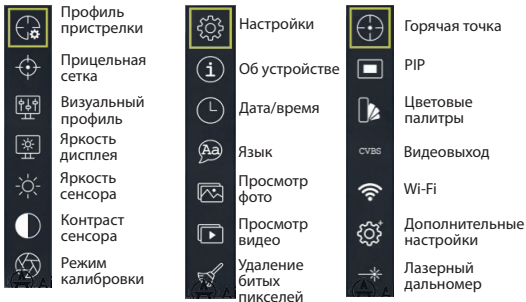 Профиль
пристрелки
Прицельная
сетка
Визуальный
профиль
Яркость
дисплея
Яркость
сенсора
Контраст
сенсора
Режим
калибровки
Настройки
i
Об устройстве
Дата/время
Aa
Язык
Просмотр
фото
Просмотр
видео
Удаление
битых
пикселей
Горячая точка
PIP
Цветовые
палитры
CVBS
Видеовыход
Wi-Fi
Дополнительные
настройки
Лазерный
дальномер